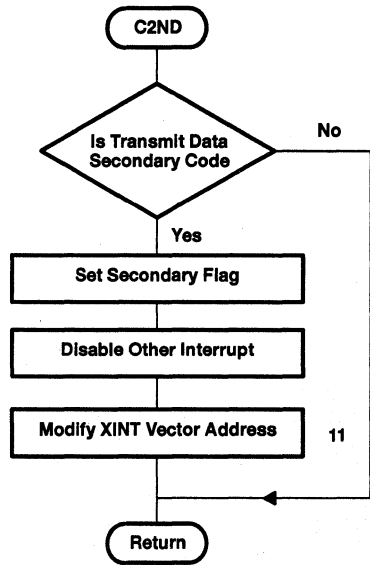 C2ND
Is Transmit Data
Secondary Code
No
Yes
Set Secondary Flag
Disable Other Interrupt
Modify XINT Vector Address
11
Return